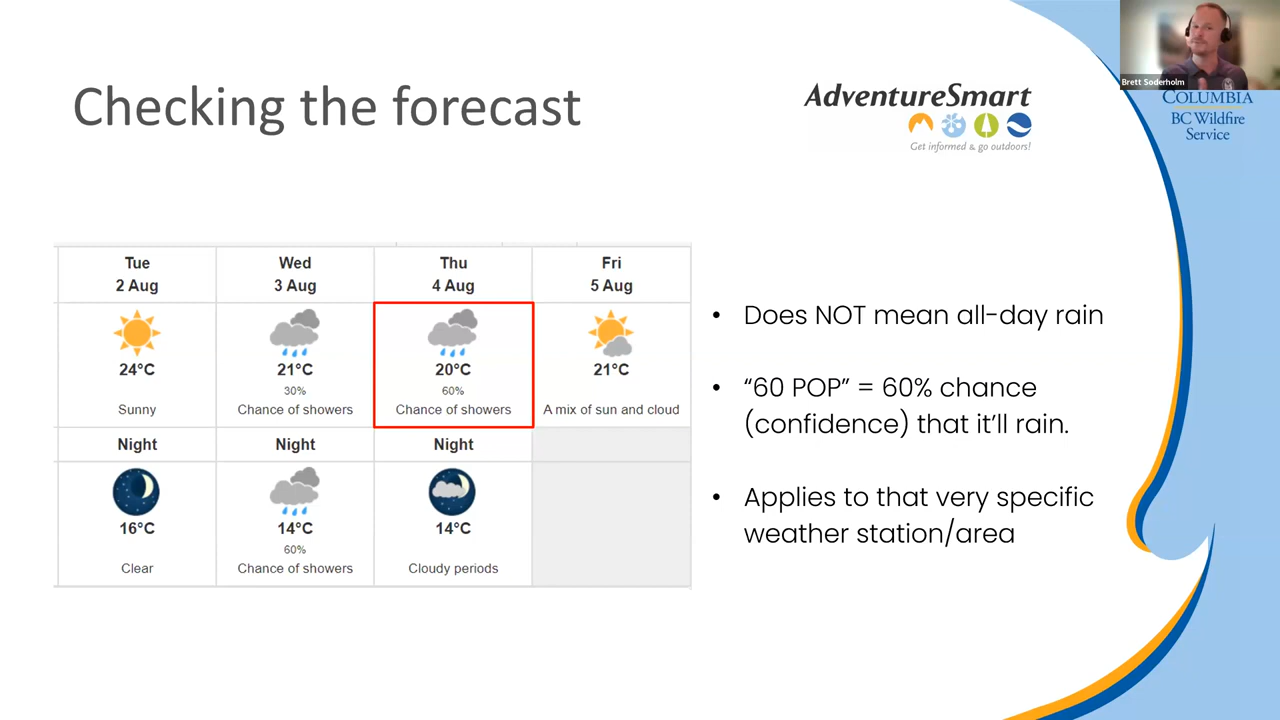 Brett Soderholm
COLUMBIA
BC Wildfire
Service
Checking the forecast
AdventureSmart
Get informed & go outdoors!
Tue Wed Thu Fri
2 Aug 3 Aug 4 Aug 5 Aug
24°C 21°C 20°C 21°C
30% 60%
Sunny Chance of showers Chance of showers A mix of sun and cloud
Night Night Night
16°C 14°C 14°C
60%
Clear Chance of showers Cloudy periods
• Does NOT mean all-day rain
• “60 POP” = 60% chance
(confidence) that it’ll rain.
• Applies to that very specific
weather station/area